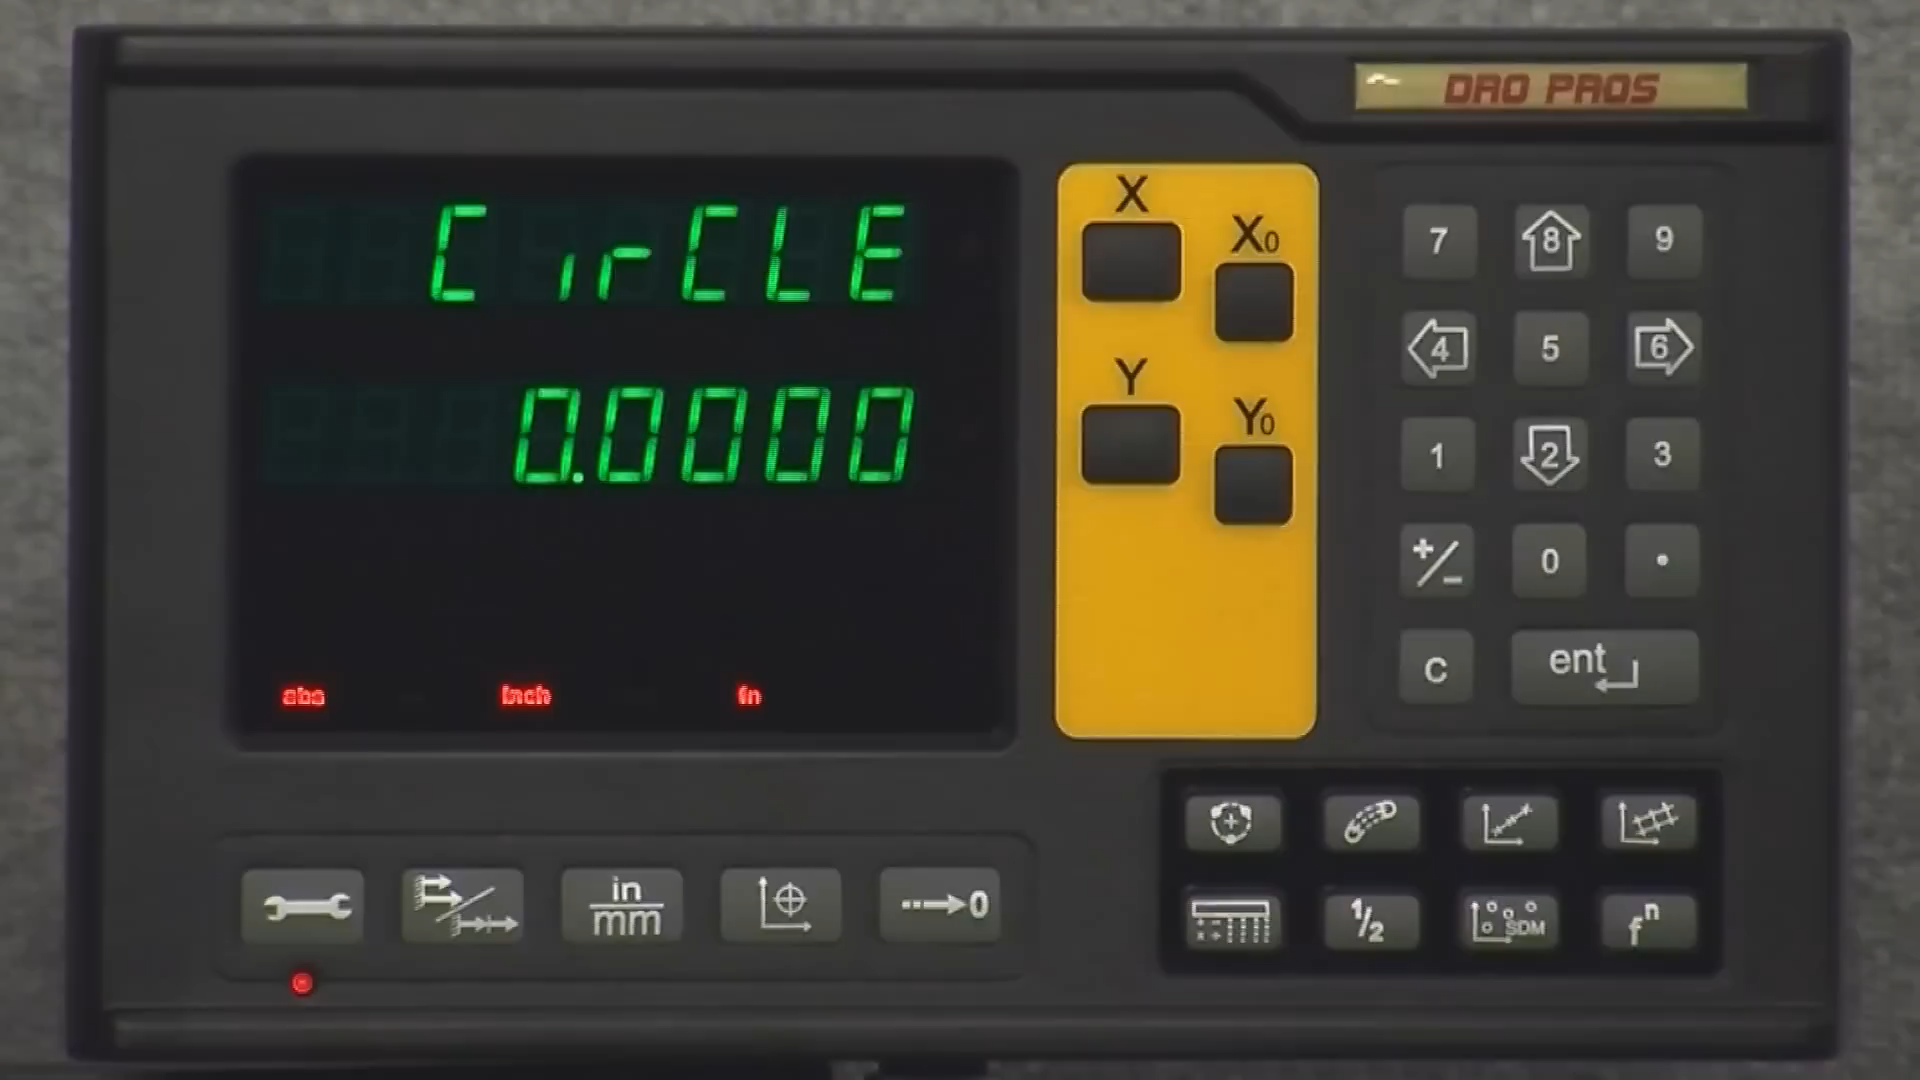 DRO PROS
CirCLE
0.0000
abs inch in
X
X0
Y
Y0
7 8 9
4 5 6
1 2 3
+/- 0 .
C ent
in
mm
→0
1/2
SDM
fn